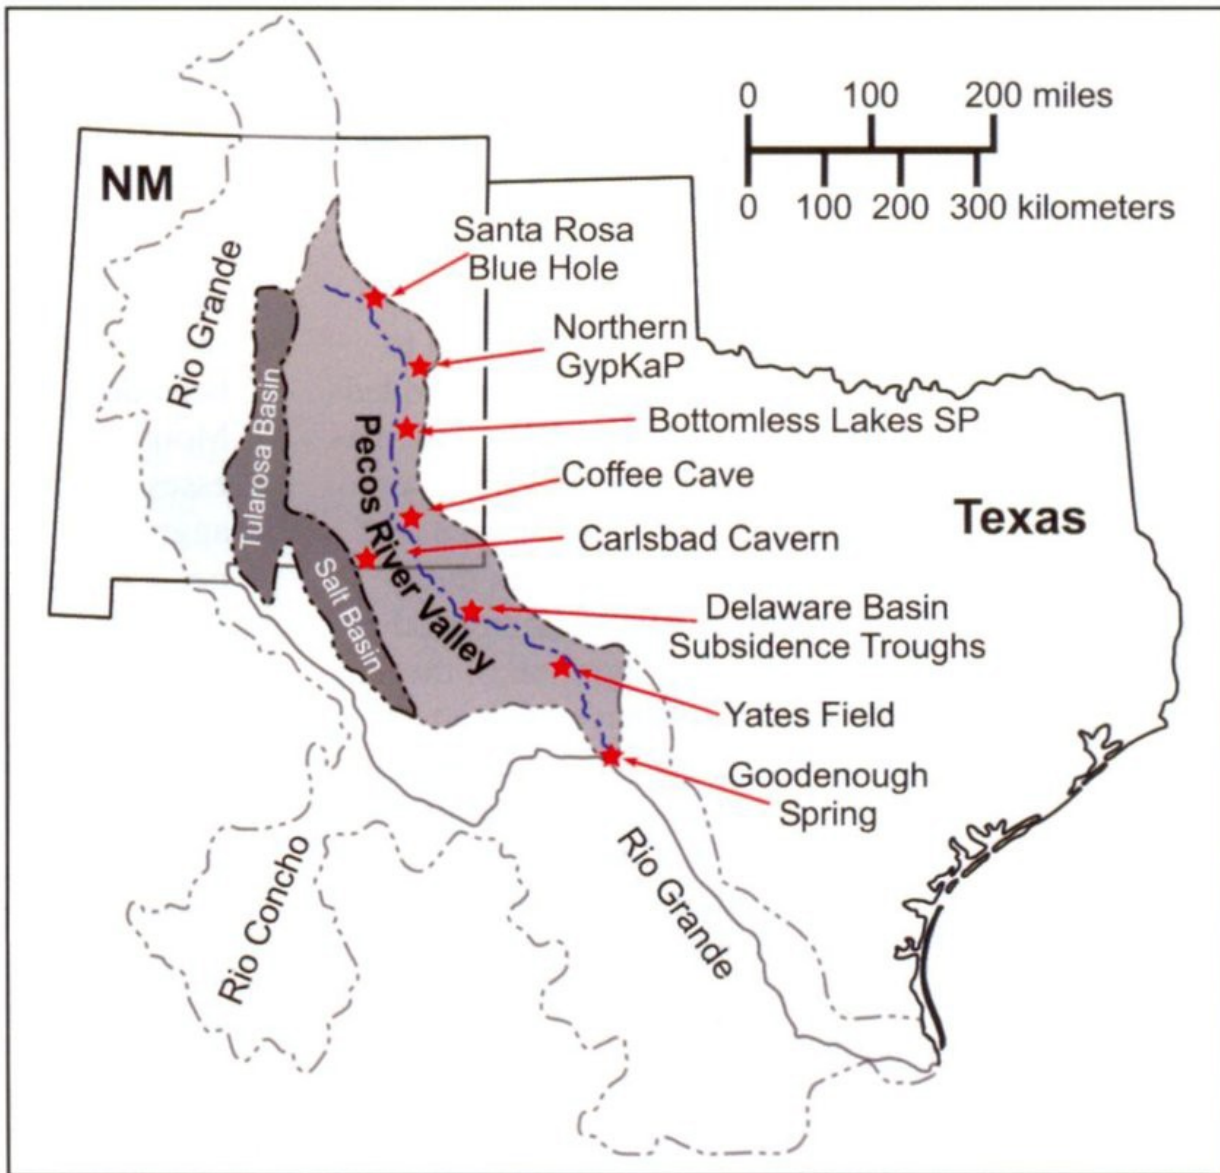 0 100 200 miles
0 100 200 300 kilometers
NM
Santa Rosa
Blue Hole
Rio Grande
Northern
GypKaP
Tularosa Basin
Pecos River Valley
Bottomless Lakes SP
Coffee Cave
Texas
Carlsbad Cavern
Salt Basin
Delaware Basin
Subsidence Troughs
Yates Field
Goodenough
Spring
Rio Concho
Rio Grande